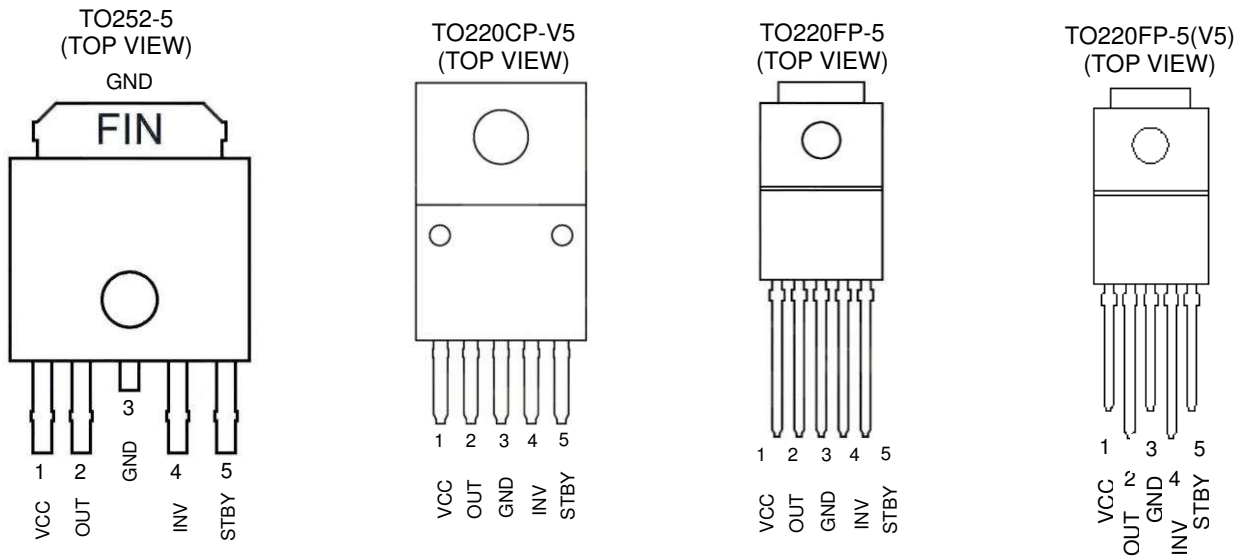 TO252-5
(TOP VIEW)
GND
FIN
1
2
3
4
5
VCC
OUT
GND
INV
STBY
TO220CP-V5
(TOP VIEW)
1 2 3 4 5
VCC
OUT
GND
INV
STBY
TO220FP-5
(TOP VIEW)
1 2 3 4 5
VCC
OUT
GND
INV
STBY
TO220FP-5(V5)
(TOP VIEW)
1
2
3
4
5
VCC
OUT
GND
INV
STBY